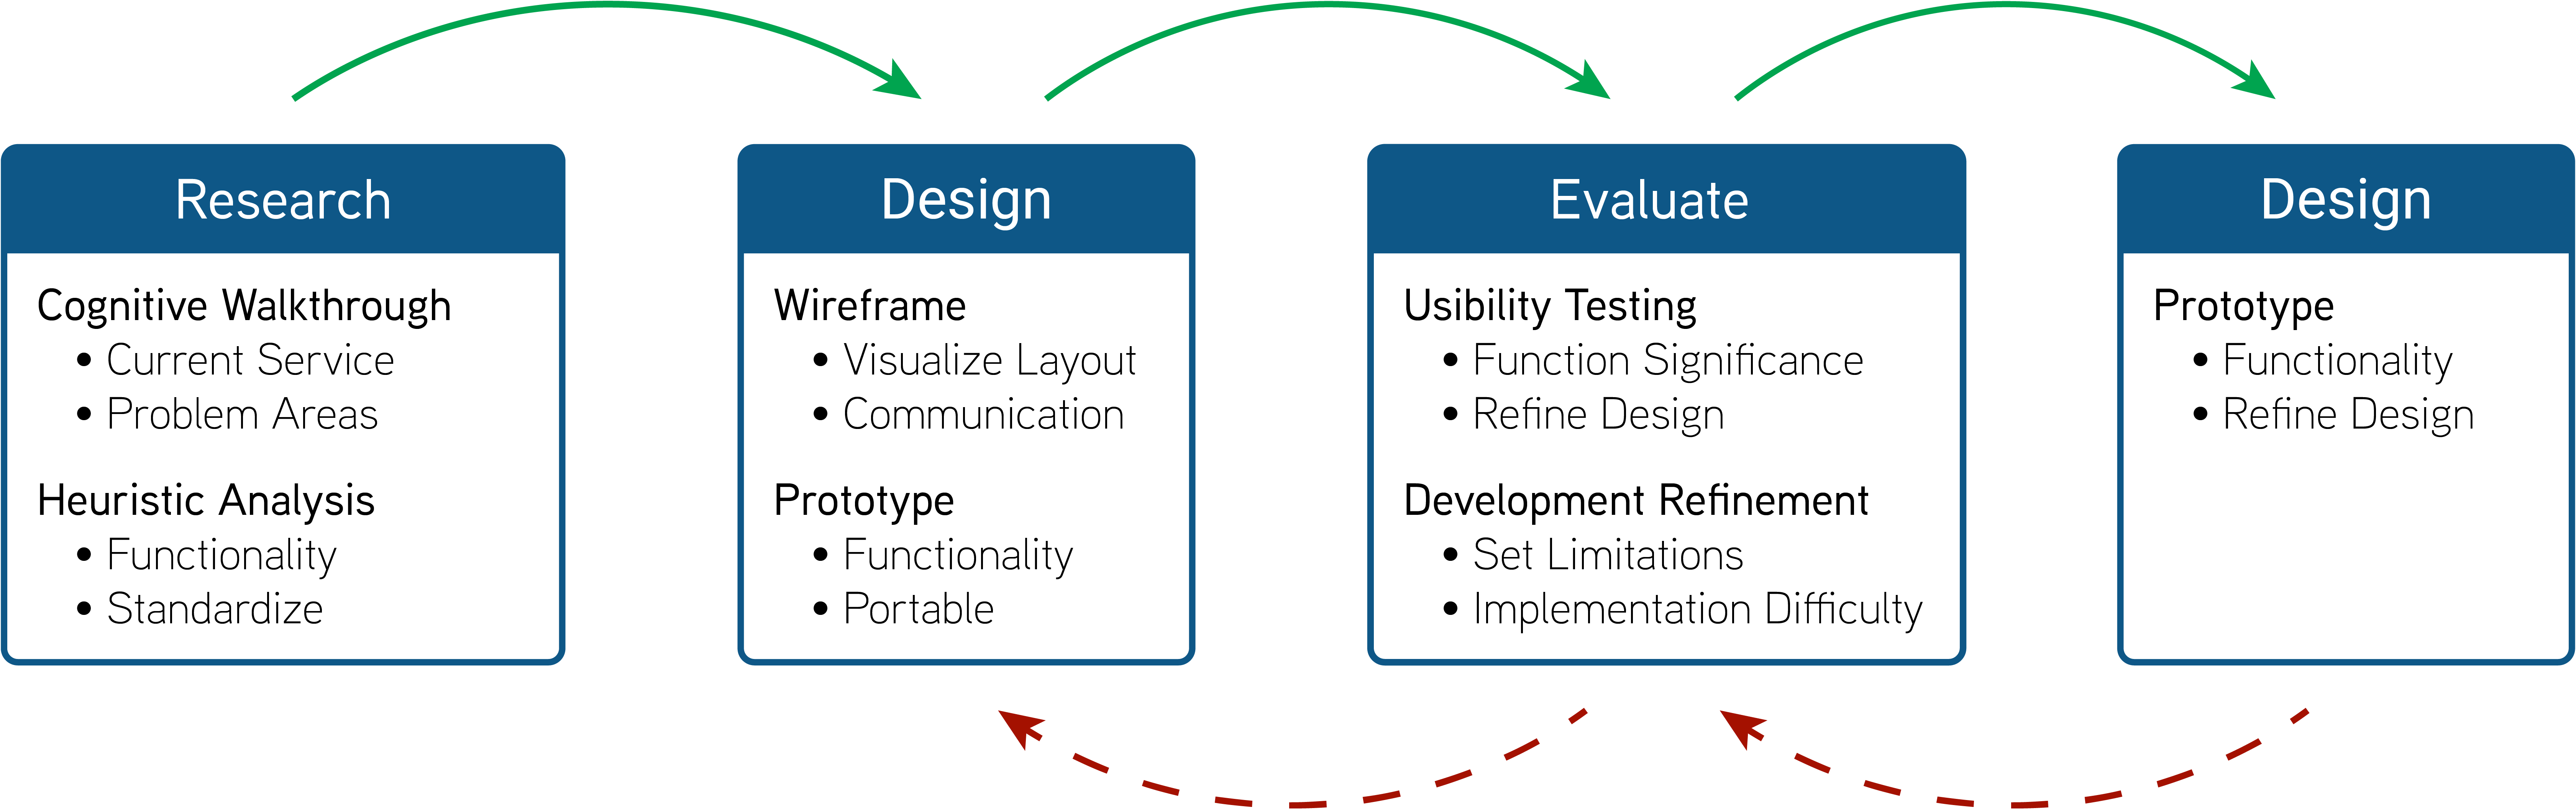 Research
Cognitive Walkthrough
• Current Service
• Problem Areas
Heuristic Analysis
• Functionality
• Standardize
Design
Wireframe
• Visualize Layout
• Communication
Prototype
• Functionality
• Portable
Evaluate
Usibility Testing
• Function Significance
• Refine Design
Development Refinement
• Set Limitations
• Implementation Difficulty
Design
Prototype
• Functionality
• Refine Design